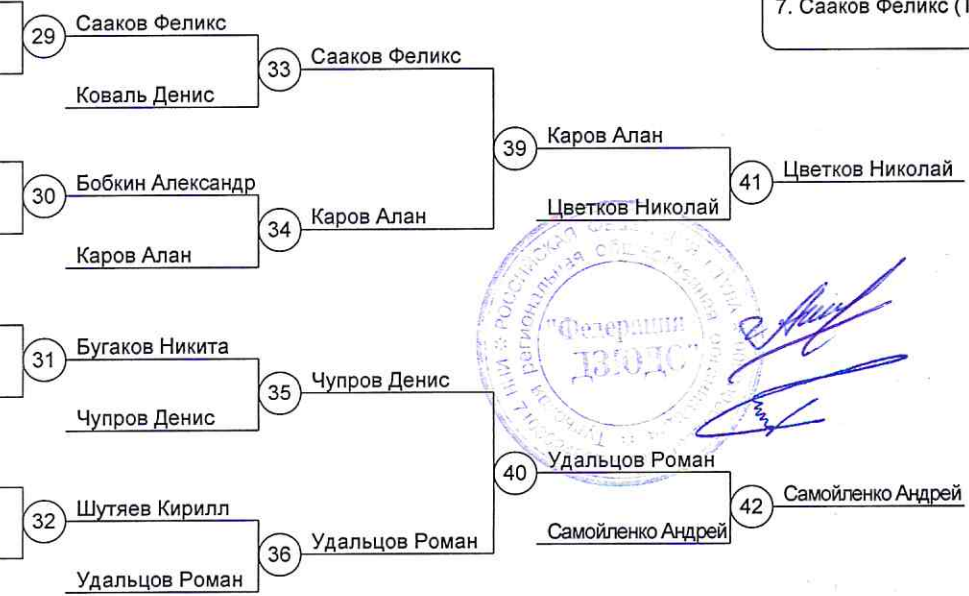 7. Сааков Феликс (Т
29 Сааков Феликс
Коваль Денис
33 Сааков Феликс
30 Бобкин Александр
Каров Алан
34 Каров Алан
39 Каров Алан
Цветков Николай
41 Цветков Николай
31 Бугаков Никита
Чупров Денис
35 Чупров Денис
32 Шутяев Кирилл
Удальцов Роман
36 Удальцов Роман
40 Удальцов Роман
Самойленко Андрей
42 Самойленко Андрей
"Федерация
ДЗЮДО"